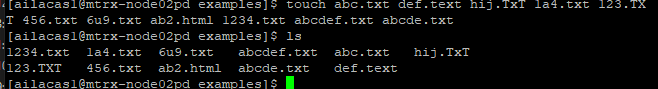 [ailacasl@mtrx-node02pd examples]$ touch abc.txt def.text hij.TxT la4.txt 123.TX
T 456.txt 6u9.txt ab2.html 1234.txt abcdef.txt abcde.txt
[ailacasl@mtrx-node02pd examples]$ ls
1234.txt la4.txt 6u9.txt abcdef.txt abc.txt hij.TxT
123.TXT 456.txt ab2.html abcde.txt def.text
[ailacasl@mtrx-node02pd examples]$